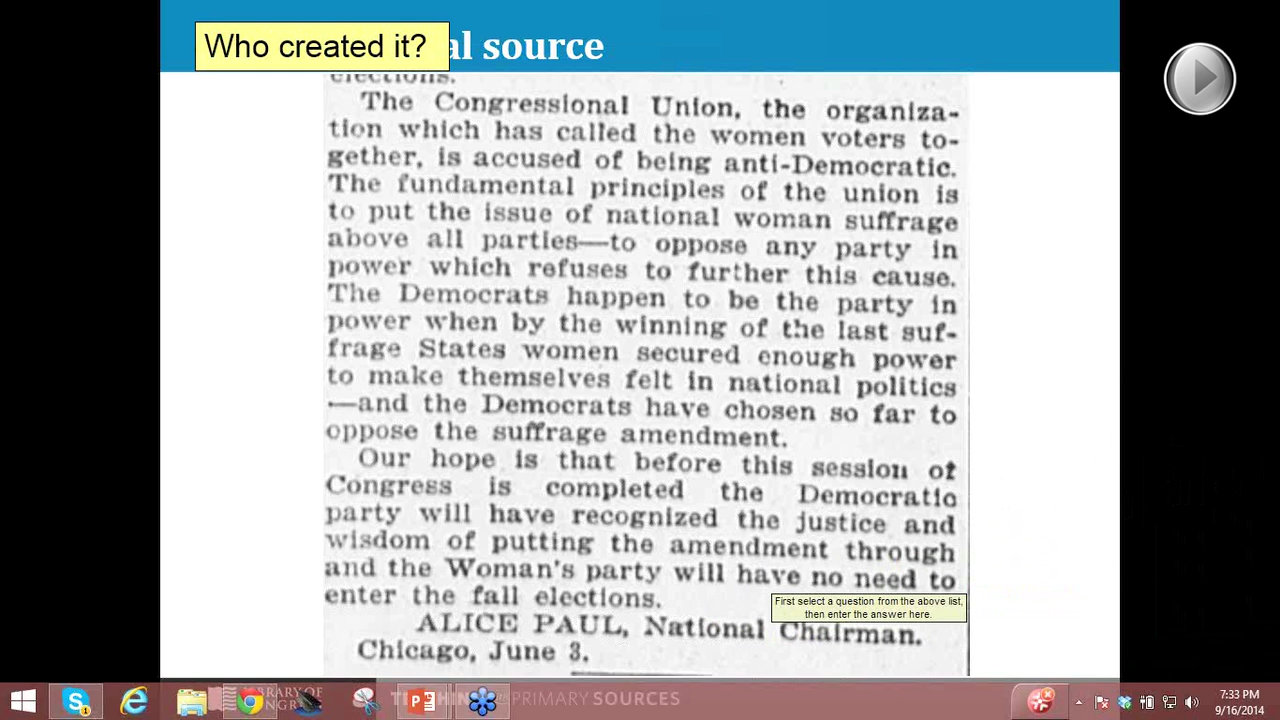 Who created it?
al source
elections.
The Congressional Union, the organiza-
tion which has called the women voters to-
gether, is accused of being anti-Democratic.
The fundamental principles of the union is
to put the issue of national woman suffrage
above all parties—to oppose any party in
power which refuses to further this cause.
The Democrats happen to be the party in
power when by the winning of the last suf-
frage States women secured enough power
to make themselves felt in national politics
—and the Democrats have chosen so far to
oppose the suffrage amendment.
Our hope is that before this session of
Congress is completed the Democratic
party will have recognized the justice and
wisdom of putting the amendment through
and the Woman's party will have no need to
enter the fall elections.
First select a question from the above list,
then enter the answer here.
ALICE PAUL, National Chairman.
Chicago, June 3.
PRIMARY SOURCES
7:33 PM
9/16/2014